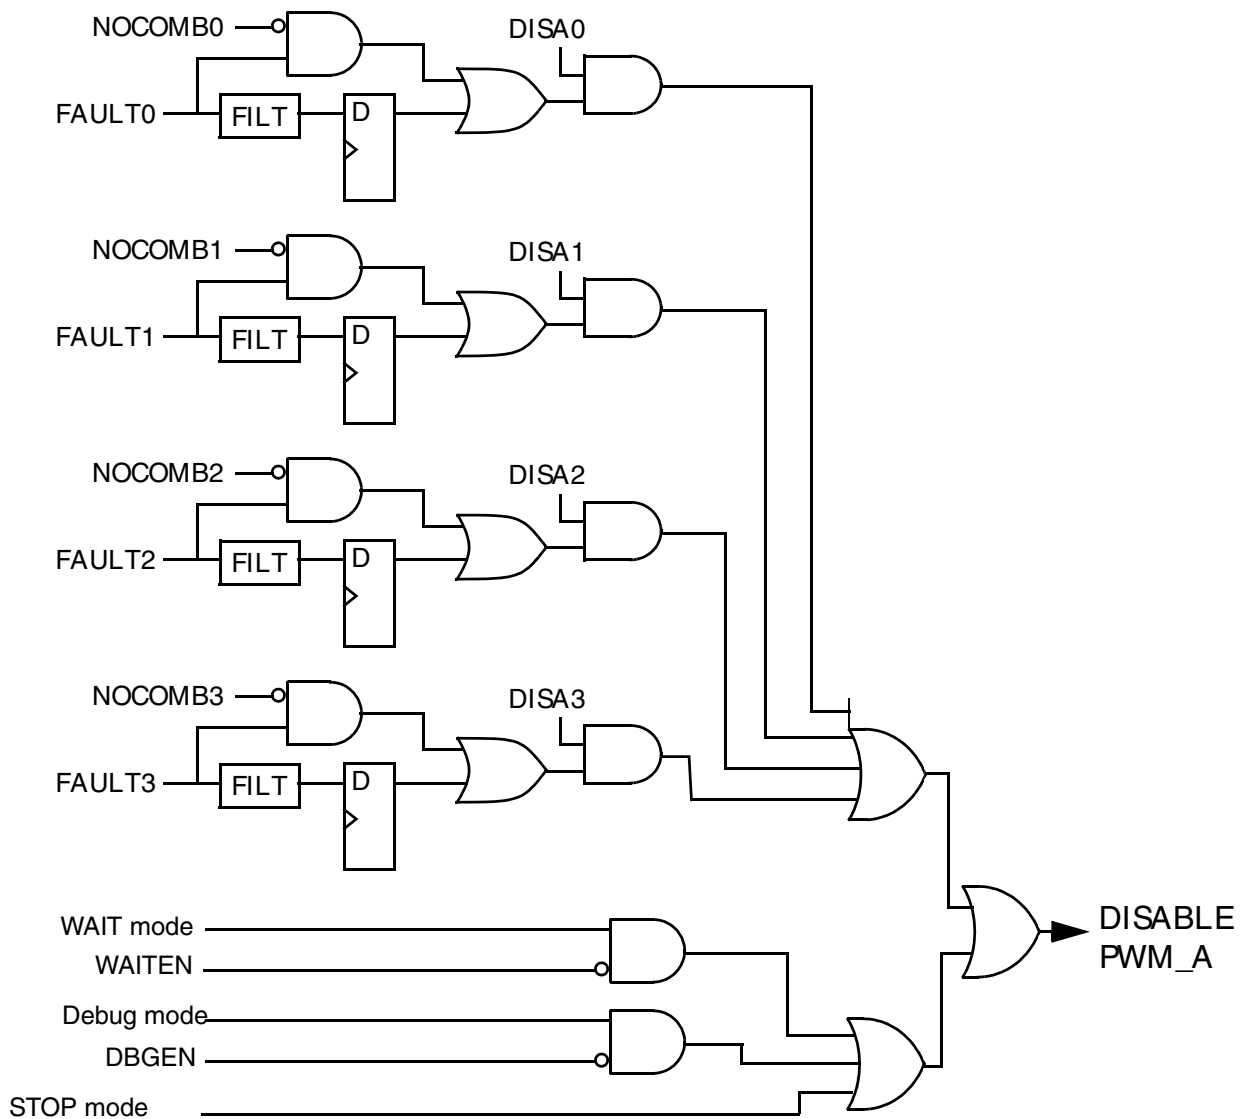 NOCOMB0
DISA0
FAULT0
FILT
D
NOCOMB1
DISA1
FAULT1
FILT
D
NOCOMB2
DISA2
FAULT2
FILT
D
NOCOMB3
DISA3
FAULT3
FILT
D
WAIT mode
WAITEN
Debug mode
DBGEN
STOP mode
DISABLE
PWM_A